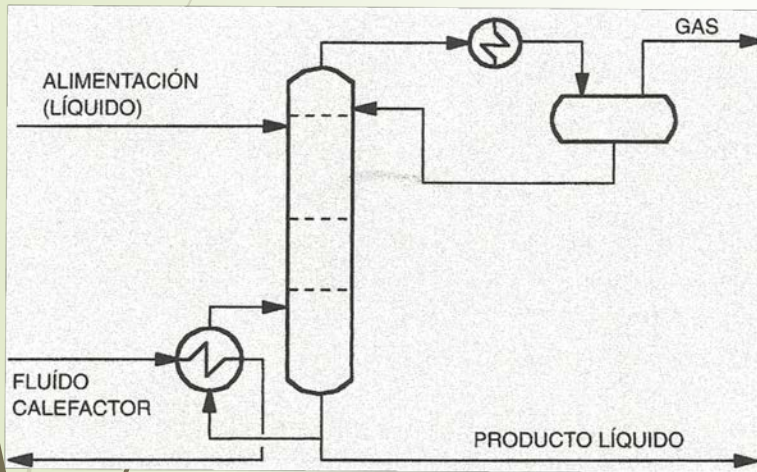 GAS
ALIMENTACIÓN
(LÍQUIDO)
FLUÍDO
CALEFACTOR
PRODUCTO LÍQUIDO